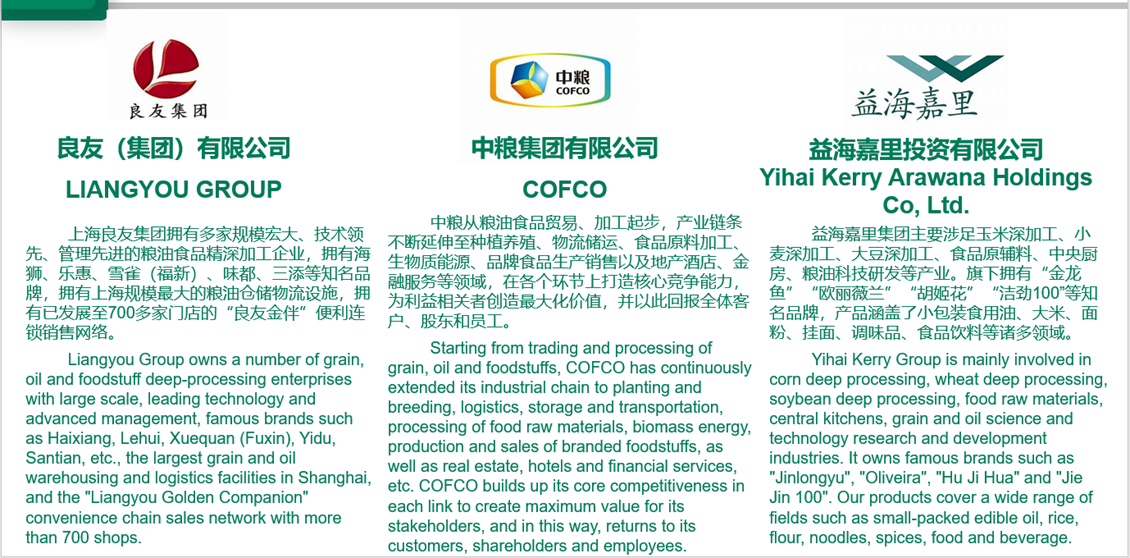 良友集团
良友（集团）有限公司
LIANGYOU GROUP
上海良友集团拥有多家规模宏大、技术领
先、管理先进的粮油食品精深加工企业，拥有海
狮、乐惠、雪雀（福新）、味都、三添等知名品
牌，拥有上海规模最大的粮油仓储物流设施，拥
有已发展至700多家门店的“良友金伴”便利连
锁销售网络。
Liangyou Group owns a number of grain,
oil and foodstuff deep-processing enterprises
with large scale, leading technology and
advanced management, famous brands such
as Haixiang, Lehui, Xuequan (Fuxin), Yidu,
Santian, etc., the largest grain and oil
warehousing and logistics facilities in Shanghai,
and the "Liangyou Golden Companion"
convenience chain sales network with more
than 700 shops.
中粮
COFCO
中粮集团有限公司
COFCO
中粮从粮油食品贸易、加工起步，产业链条
不断延伸至种植养殖、物流储运、食品原料加工、
生物质能源、品牌食品生产销售以及地产酒店、金
融服务等领域，在各个环节上打造核心竞争能力，
为利益相关者创造最大化价值，并以此回报全体客
户、股东和员工。
Starting from trading and processing of
grain, oil and foodstuffs, COFCO has continuously
extended its industrial chain to planting and
breeding, logistics, storage and transportation,
processing of food raw materials, biomass energy,
production and sales of branded foodstuffs, as
well as real estate, hotels and financial services,
etc. COFCO builds up its core competitiveness in
each link to create maximum value for its
stakeholders, and in this way, returns to its
customers, shareholders and employees.
益海嘉里
益海嘉里投资有限公司
Yihai Kerry Arawana Holdings
Co, Ltd.
益海嘉里集团主要涉足玉米深加工、小
麦深加工、大豆深加工、食品原辅料、中央厨
房、粮油科技研发等产业。旗下拥有“金龙
鱼”“欧丽薇兰”“胡姬花”“洁劲100”等知
名品牌，产品涵盖了小包装食用油、大米、面
粉、挂面、调味品、食品饮料等诸多领域。
Yihai Kerry Group is mainly involved in
corn deep processing, wheat deep processing,
soybean deep processing, food raw materials,
central kitchens, grain and oil science and
technology research and development
industries. It owns famous brands such as
"Jinlongyu", "Oliveira", "Hu Ji Hua" and "Jie
Jin 100". Our products cover a wide range of
fields such as small-packed edible oil, rice,
flour, noodles, spices, food and beverage.